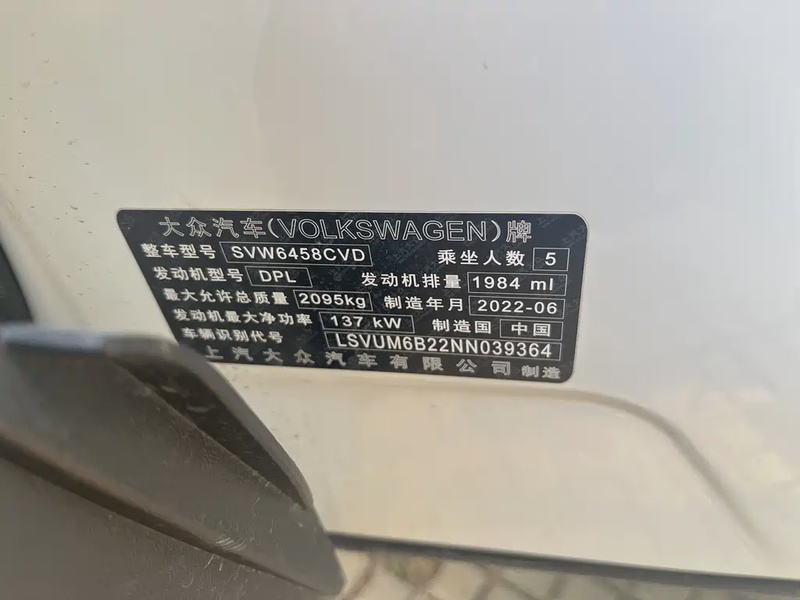 大众汽车(VOLKSWAGEN)牌
整车型号 SVW6458CVD 乘坐人数 5
发动机型号 DPL 发动机排量 1984 ml
最大允许总质量 2095kg 制造年月 2022-06
发动机最大净功率 137 kW 制造国 中国
车辆识别代号 LSVUM6B22NN039364
上汽大众汽车有限公司 制造